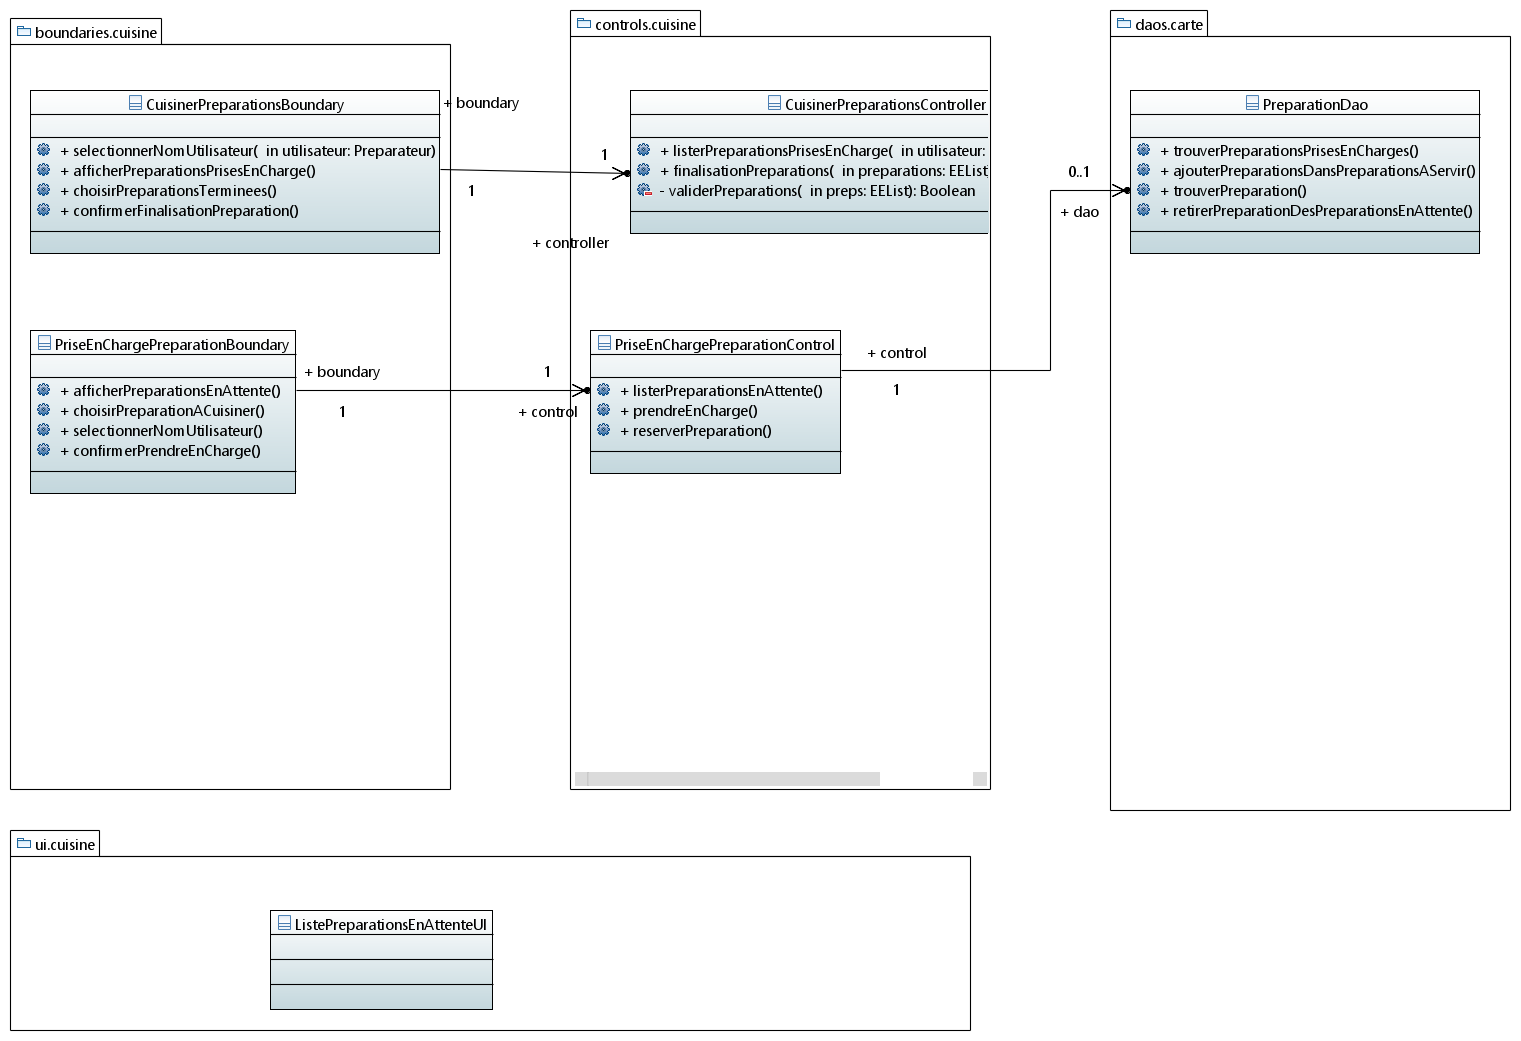 boundaries.cuisine
CuisinerPreparationsBoundary
+ selectionnerNomUtilisateur(  in utilisateur: Preparateur)
+ afficherPreparationsPrisesEnCharge()
+ choisirPreparationsTerminees()
+ confirmerFinalisationPreparation()
+ boundary
1
1
+ controller
controls.cuisine
CuisinerPreparationsController
+ listerPreparationsPrisesEnCharge(  in utilisateur:
+ finalisationPreparations(  in preparations: EEList
- validerPreparations(  in preps: EEList): Boolean
daos.carte
PreparationDao
+ trouverPreparationsPrisesEnCharges()
+ ajouterPreparationsDansPreparationsAServir()
+ trouverPreparation()
+ retirerPreparationDesPreparationsEnAttente()
0..1
+ dao
PriseEnChargePreparationBoundary
+ afficherPreparationsEnAttente()
+ choisirPreparationACuisiner()
+ selectionnerNomUtilisateur()
+ confirmerPrendreEnCharge()
+ boundary
1
1
+ control
PriseEnChargePreparationControl
+ listerPreparationsEnAttente()
+ prendreEnCharge()
+ reserverPreparation()
+ control
1
ui.cuisine
ListePreparationsEnAttenteUI